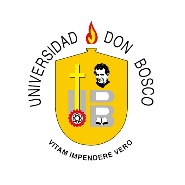 UNIVERSIDAD DON BOSCO
UDB
VITAM IMPENDERE VERO